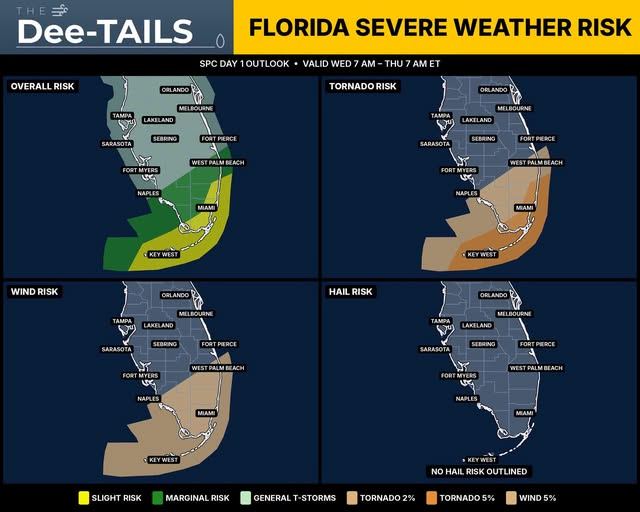 THE
Dee-TAILS
FLORIDA SEVERE WEATHER RISK
SPC DAY 1 OUTLOOK • VALID WED 7 AM – THU 7 AM ET
OVERALL RISK
ORLANDO
MELBOURNE
TAMPA
LAKELAND
SEBRING
FORT PIERCE
SARASOTA
WEST PALM BEACH
FORT MYERS
NAPLES
MIAMI
KEY WEST
TORNADO RISK
ORLANDO
MELBOURNE
TAMPA
LAKELAND
SEBRING
FORT PIERCE
SARASOTA
WEST PALM BEACH
FORT MYERS
NAPLES
MIAMI
KEY WEST
WIND RISK
ORLANDO
MELBOURNE
TAMPA
LAKELAND
SEBRING
FORT PIERCE
SARASOTA
WEST PALM BEACH
FORT MYERS
NAPLES
MIAMI
KEY WEST
HAIL RISK
ORLANDO
MELBOURNE
TAMPA
LAKELAND
SEBRING
FORT PIERCE
SARASOTA
WEST PALM BEACH
FORT MYERS
NAPLES
MIAMI
KEY WEST
NO HAIL RISK OUTLINED
SLIGHT RISK
MARGINAL RISK
GENERAL T-STORMS
TORNADO 2%
TORNADO 5%
WIND 5%